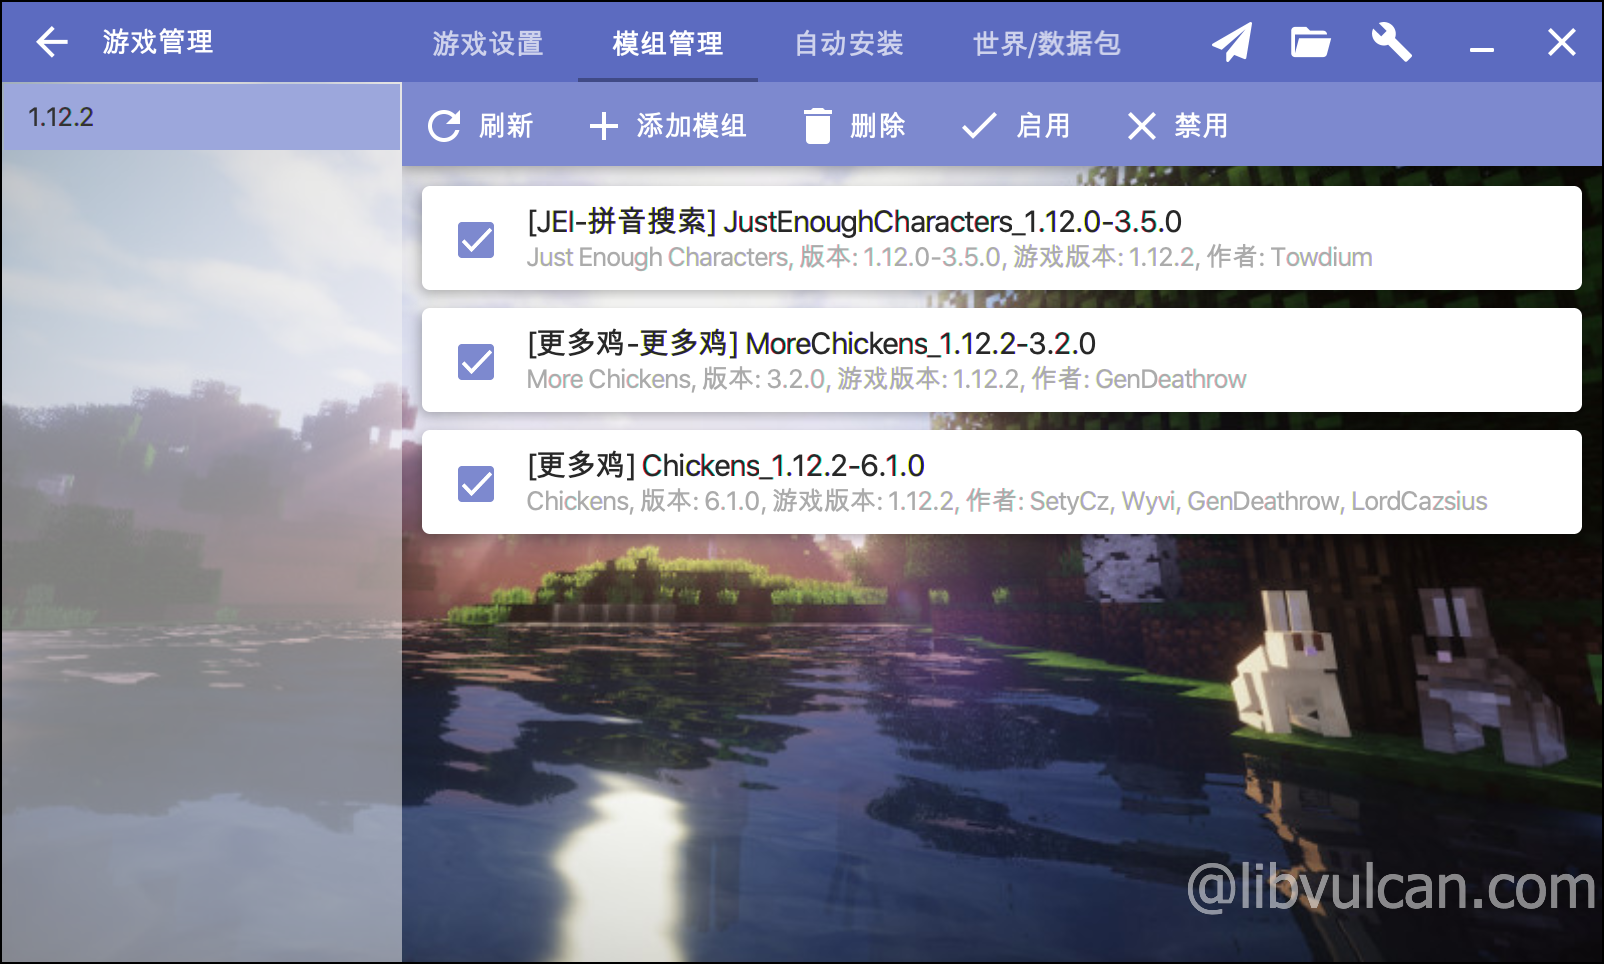 游戏管理
游戏设置 模组管理 自动安装 世界/数据包
1.12.2
刷新 添加模组 删除 启用 禁用
[JEI-拼音搜索] JustEnoughCharacters_1.12.0-3.5.0
Just Enough Characters, 版本: 1.12.0-3.5.0, 游戏版本: 1.12.2, 作者: Towdium
[更多鸡-更多鸡] MoreChickens_1.12.2-3.2.0
More Chickens, 版本: 3.2.0, 游戏版本: 1.12.2, 作者: GenDeathrow
[更多鸡] Chickens_1.12.2-6.1.0
Chickens, 版本: 6.1.0, 游戏版本: 1.12.2, 作者: SetyCz, Wyvi, GenDeathrow, LordCazsius
@libvulcan.com